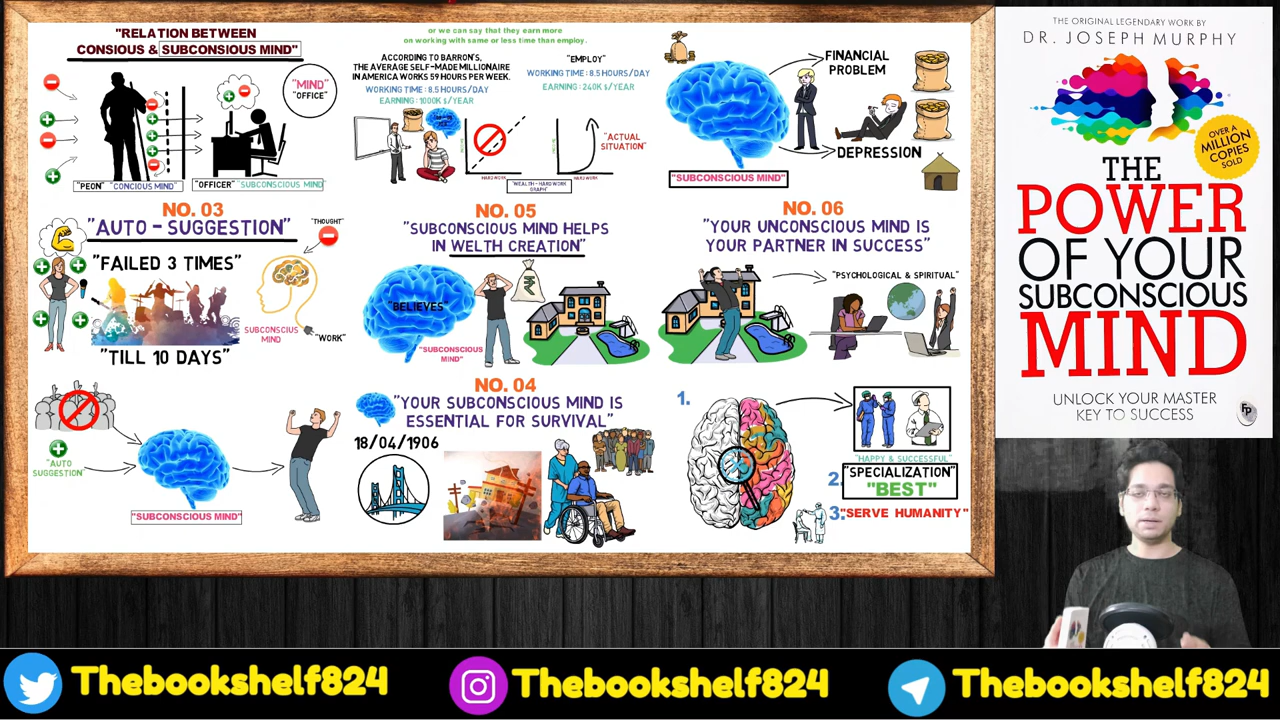 "RELATION BETWEEN
CONSIOUS & SUBCONSIOUS MIND"
"MIND"
"OFFICE"
"PEON" "CONCIOUS MIND"
"OFFICER" "SUBCONSCIOUS MIND
NO. 03
"AUTO - SUGGESTION"
"THOUGHT"
"FAILED 3 TIMES"
SUBCONSCIUS
MIND
"WORK"
"TILL 10 DAYS"
"AUTO
SUGGESTION"
"SUBCONSCIOUS MIND"
or we can say that they earn more
on working with same or less time than employ.
ACCORDING TO BARRON'S,
THE AVERAGE SELF-MADE MILLIONAIRE
IN AMERICA WORKS 59 HOURS PER WEEK.
WORKING TIME : 8.5 HOURS/DAY
EARNING : 1000K $/YEAR
"EMPLOY"
WORKING TIME : 8.5 HOURS/DAY
EARNING : 240K $/YEAR
"ACTUAL
SITUATION"
HARD WORK
HARD WORK
"WEALTH - HARD WORK
GRAPH"
NO. 05
"SUBCONSCIOUS MIND HELPS
IN WELTH CREATION"
"BELIEVES"
"SUBCONSCIOUS
MIND"
NO. 04
"YOUR SUBCONSCIOUS MIND IS
ESSENTIAL FOR SURVIVAL"
18/04/1906
FINANCIAL
PROBLEM
DEPRESSION
"SUBCONSCIOUS MIND"
NO. 06
"YOUR UNCONSCIOUS MIND IS
YOUR PARTNER IN SUCCESS"
"PSYCHOLOGICAL & SPIRITUAL"
1.
"HAPPY & SUCCESSFUL"
2.
"SPECIALIZATION"
"BEST"
3.
"SERVE HUMANITY"
THE ORIGINAL LEGENDARY WORK BY
DR. JOSEPH MURPHY
OVER A
MILLION
COPIES
SOLD
THE
POWER
OF YOUR
SUBCONSCIOUS
MIND
UNLOCK YOUR MASTER
KEY TO SUCCESS
FP
Thebookshelf824
Thebookshelf824
Thebookshelf824